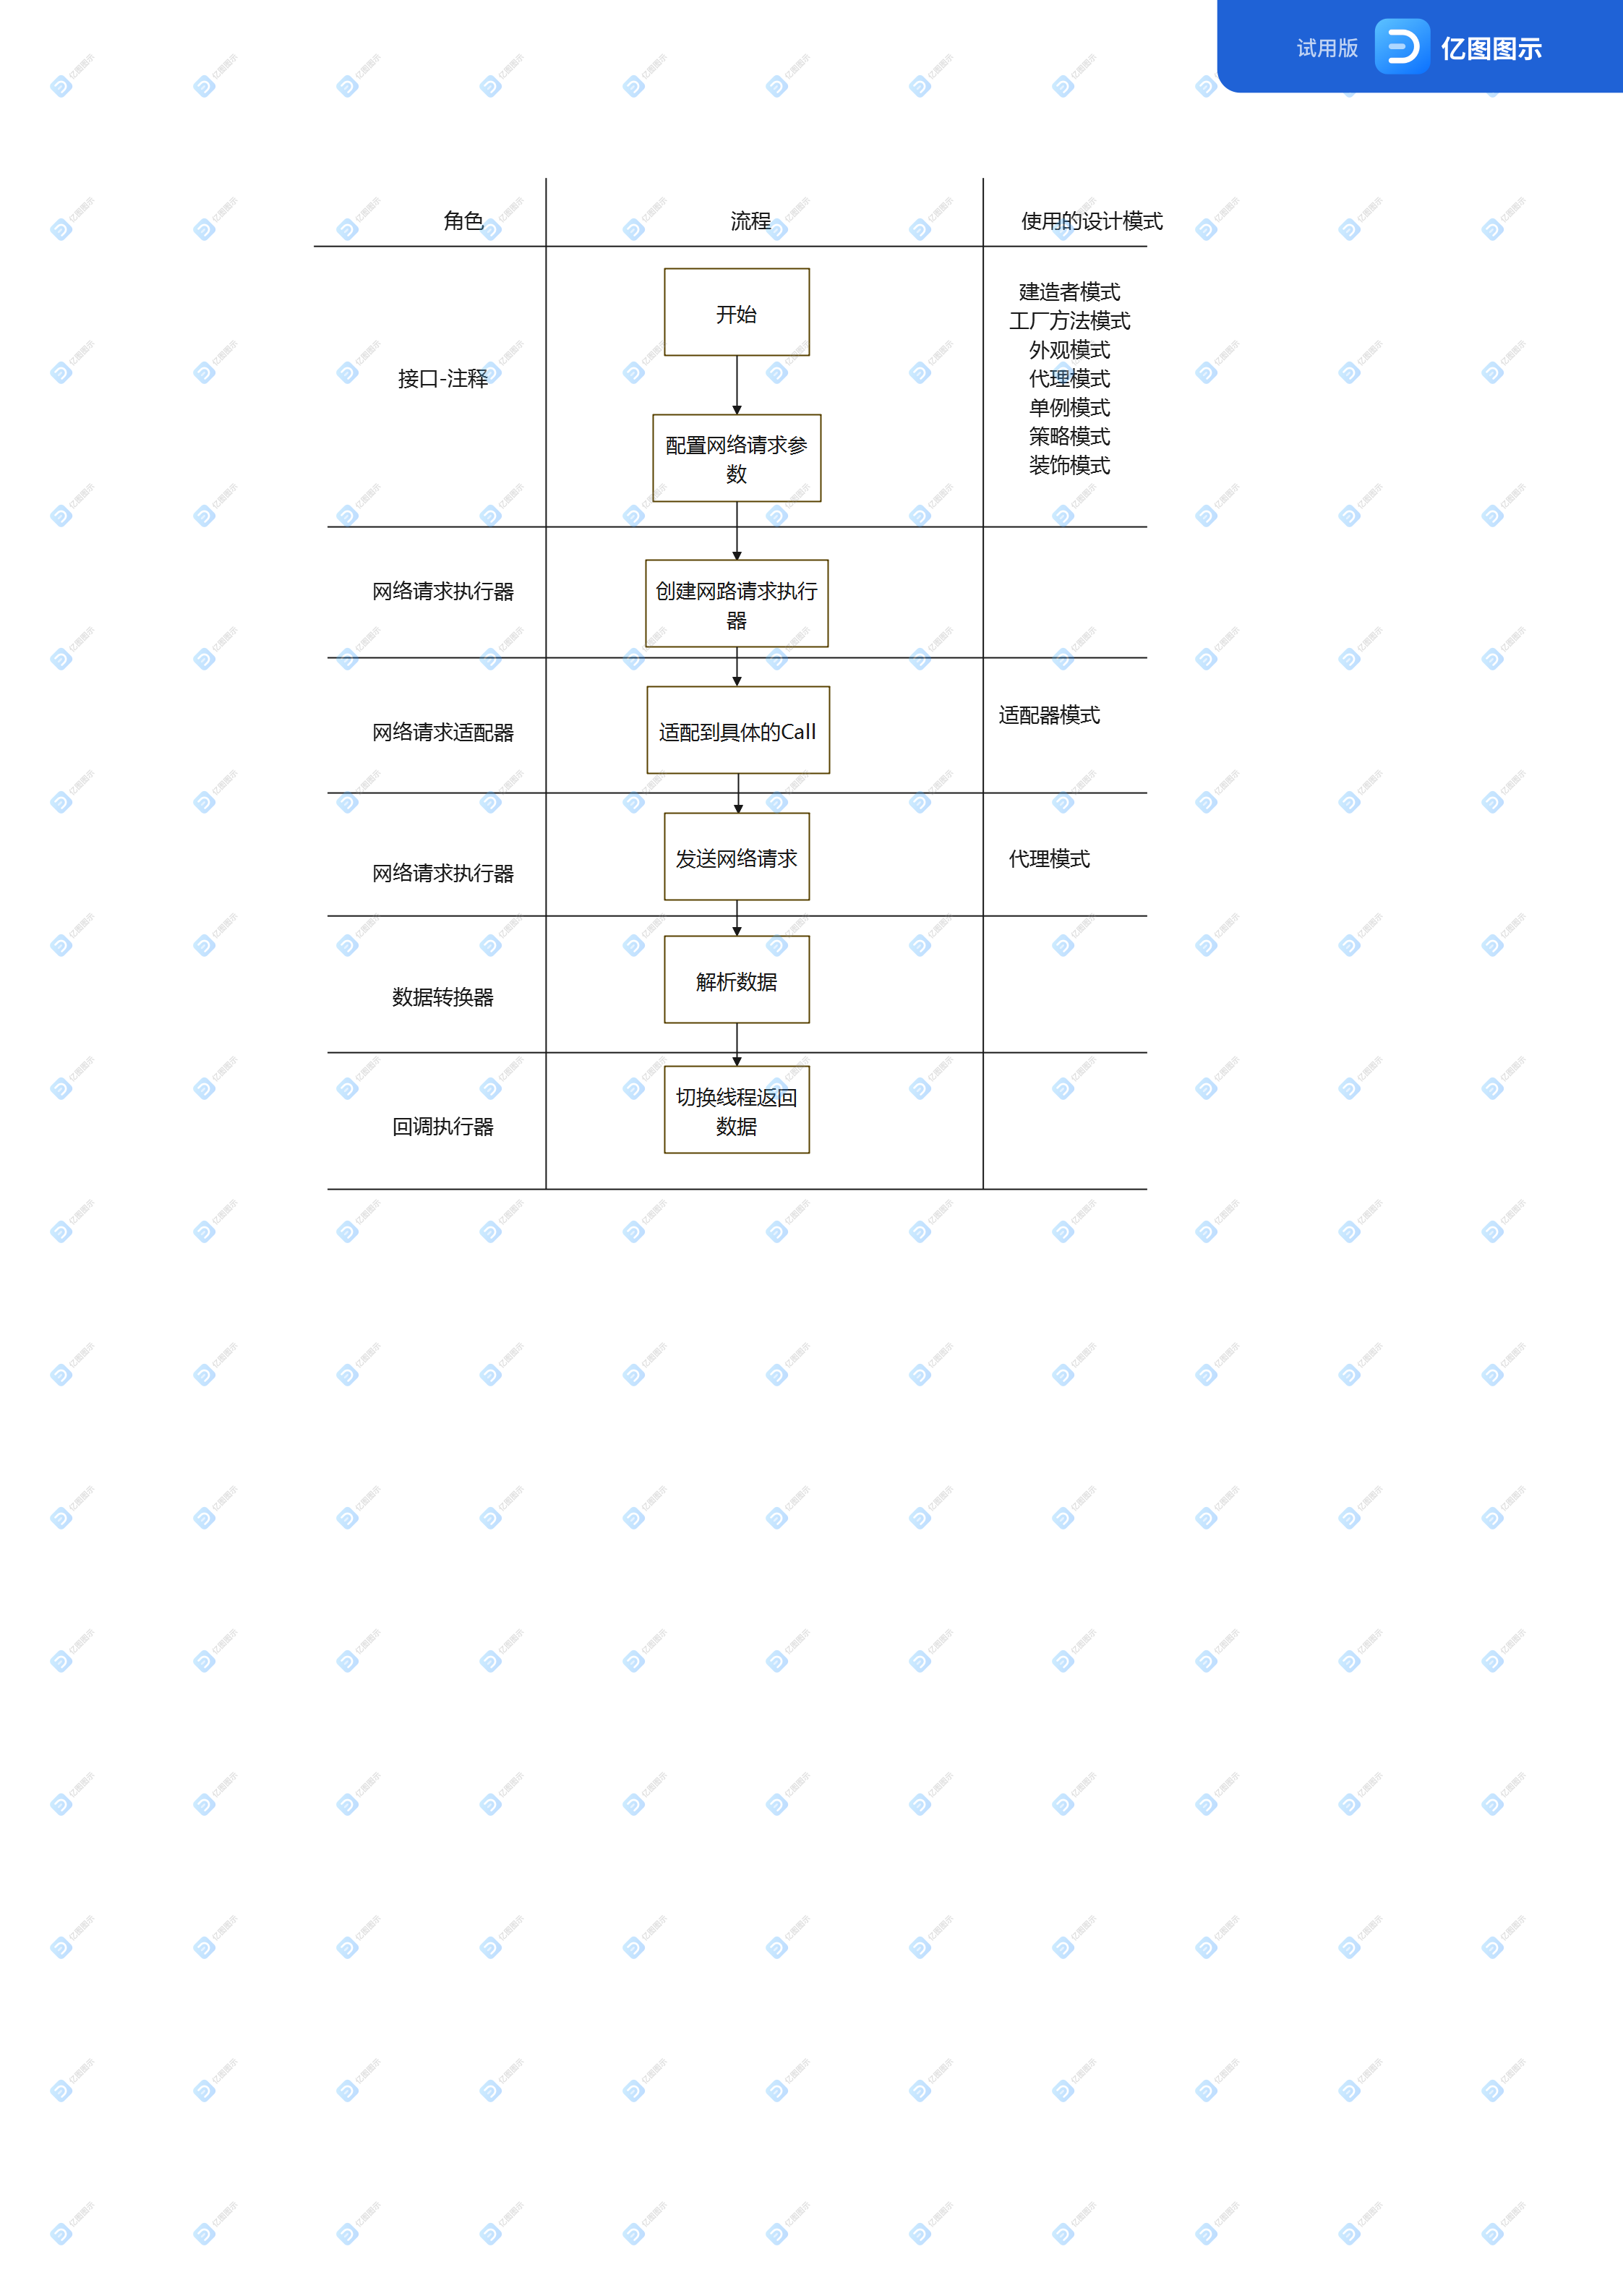 试用版 亿图图示
角色 流程 使用的设计模式
开始
建造者模式
工厂方法模式
外观模式
代理模式
单例模式
策略模式
装饰模式
接口-注释
配置网络请求参
数
网络请求执行器
创建网路请求执行
器
网络请求适配器
适配到具体的Call
适配器模式
网络请求执行器
发送网络请求
代理模式
数据转换器
解析数据
回调执行器
切换线程返回
数据